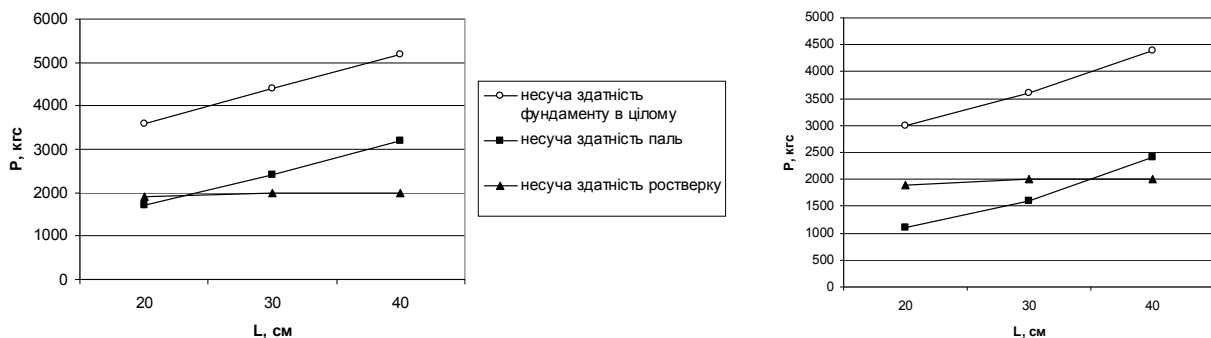 6000
5000
4000
3000
2000
1000
0
20 30 40
L, см
P, кгс
несуча здатність
фундаменту в цілому
несуча здатність паль
несуча здатність ростверку
5000
4500
4000
3500
3000
2500
2000
1500
1000
500
0
20 30 40
L, см
P, кгс